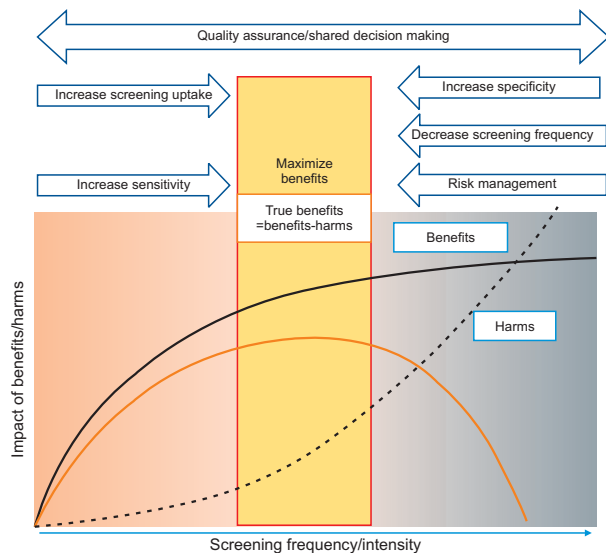 Quality assurance/shared decision making
Increase screening uptake
Increase specificity
Decrease screening frequency
Maximize
benefits
Increase sensitivity
Risk management
True benefits
=benefits-harms
Benefits
Harms
Impact of benefits/harms
Screening frequency/intensity